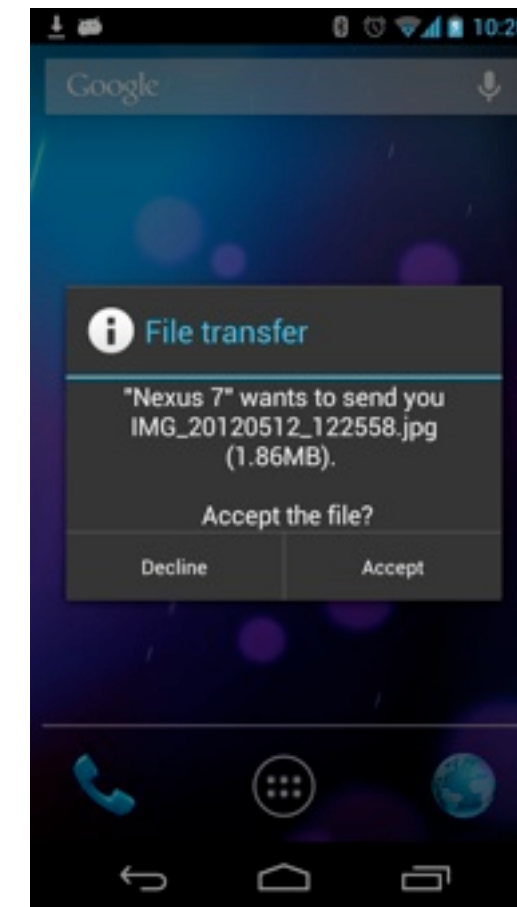 10:2
Google
File transfer
"Nexus 7" wants to send you
IMG_20120512_122558.jpg
(1.86MB).
Accept the file?
Decline Accept